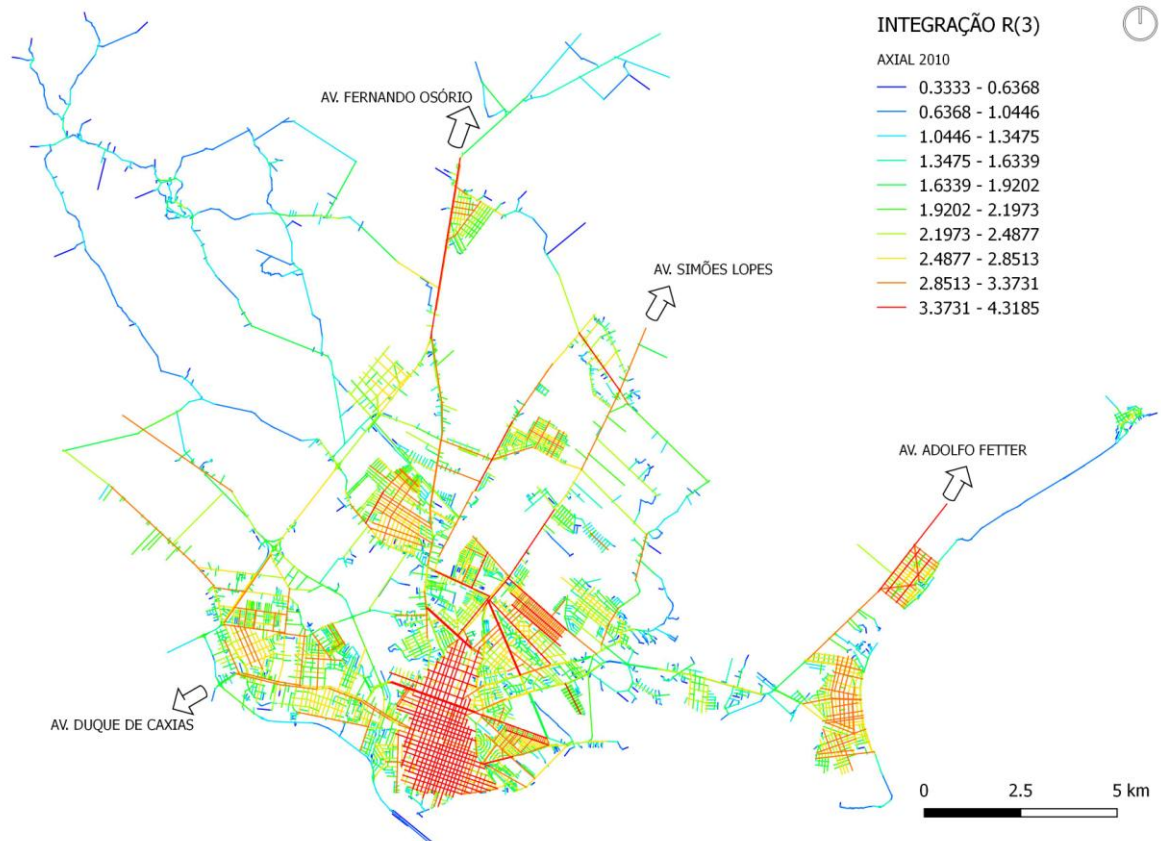 INTEGRAÇÃO R(3)
AXIAL 2010
0.3333 - 0.6368
0.6368 - 1.0446
1.0446 - 1.3475
1.3475 - 1.6339
1.6339 - 1.9202
1.9202 - 2.1973
2.1973 - 2.4877
2.4877 - 2.8513
2.8513 - 3.3731
3.3731 - 4.3185
AV. FERNANDO OSÓRIO
AV. SIMÕES LOPES
AV. ADOLFO FETTER
AV. DUQUE DE CAXIAS
0 2.5 5 km